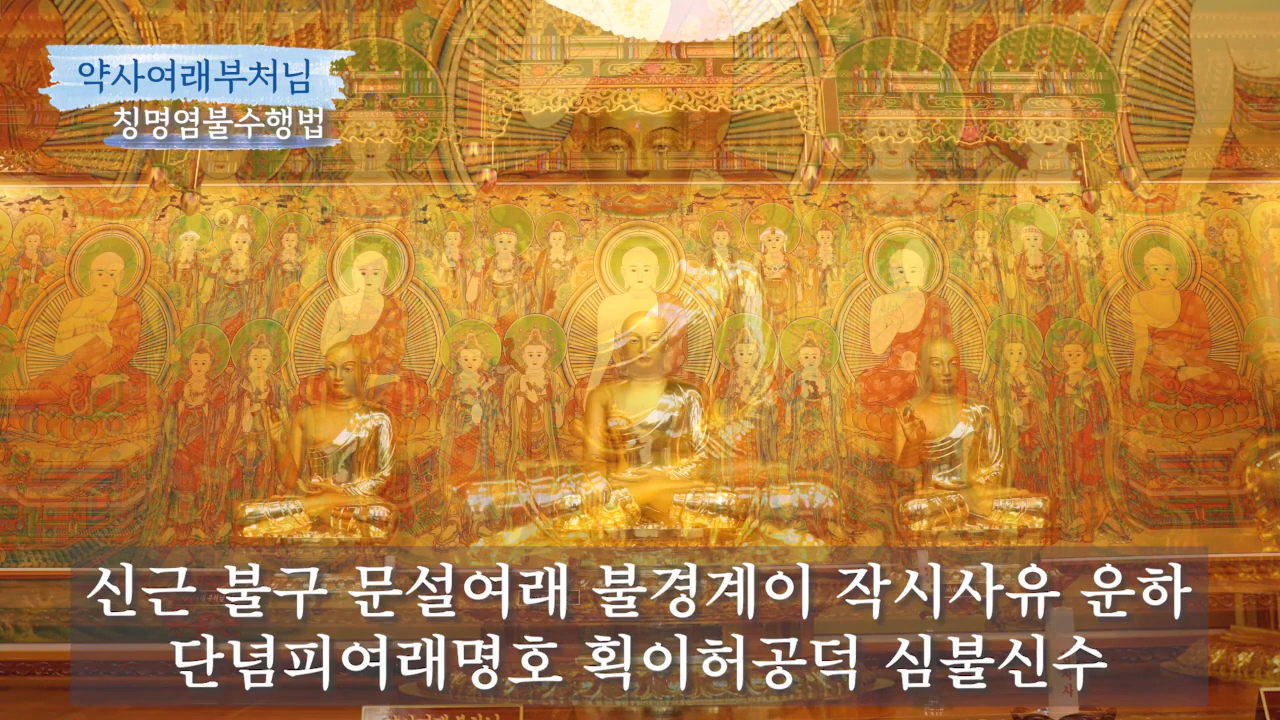 약사여래부처님
칭명염불수행법
신근 불구 문설여래 불경계이 작시사유 운하
단념피여래명호 획이허공덕 심불신수